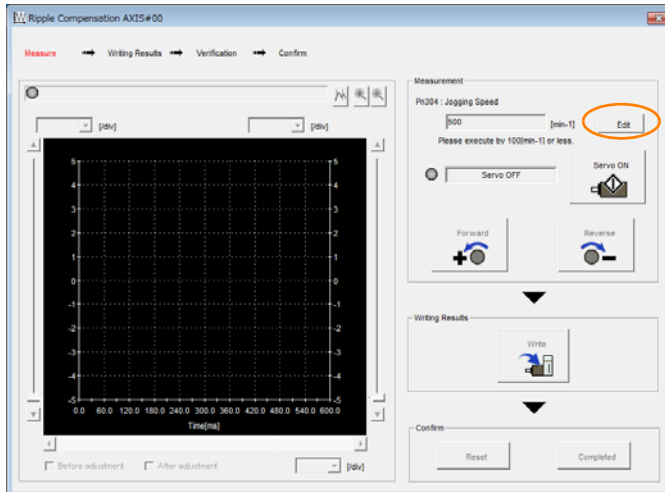 Ripple Compensation AXIS#00
Measure Writing Results Verification Confirm
[/div] [/div]
5 5
4 4
3 3
2 2
1 1
0 0
-1 -1
-2 -2
-3 -3
-4 -4
-5 -5
0.0 60.0 120.0 180.0 240.0 300.0 360.0 420.0 480.0 540.0 600.0
Time[ms]
Before adjustment After adjustment [/div]
Measurement
Pn304 : Jogging Speed
500 [min-1] Edit
Please execute by 100[min-1] or less.
Servo OFF Servo ON
Forward Reverse
Writing Results
Write
Confirm
Reset Completed